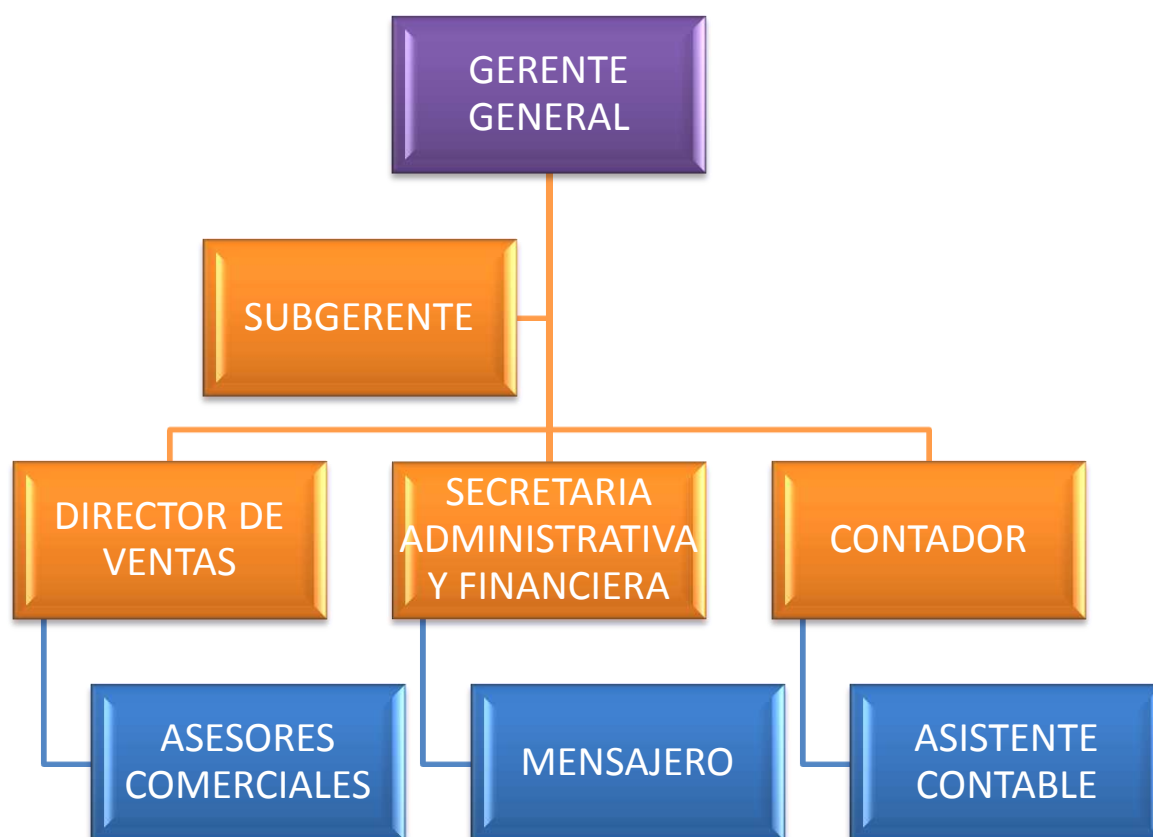 GERENTE
GENERAL
SUBGERENTE
DIRECTOR DE
VENTAS
SECRETARIA
ADMINISTRATIVA
Y FINANCIERA
CONTADOR
ASESORES
COMERCIALES
MENSAJERO
ASISTENTE
CONTABLE